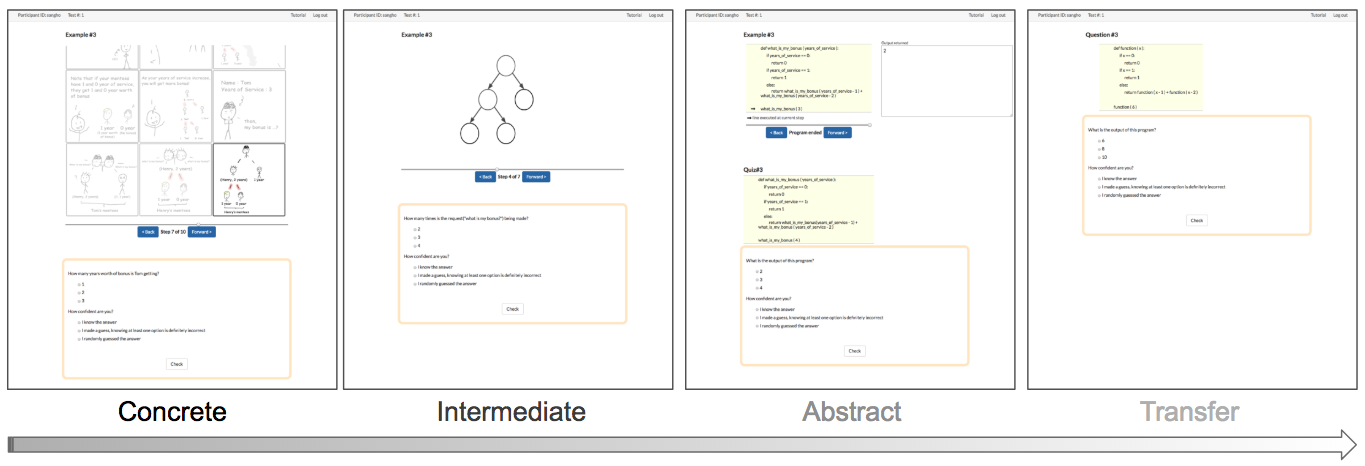 Participant ID: sangho Test #: 1 Tutorial Log out
Example #3
Note that if your mentees
have 1 and 0 year of service,
they get 1 and 0 year worth
of bonus
1 year 0 year
As your years of service increase,
you will get more bonus!
Name : Tom
Years of Service : 3
then,
my bonus is ..?
(Henry, 2 years) 1 year
Tom's mentees
1 year 0 year
Henry's mentees
(Henry, 2 years) 1 year
1 year 0 year
Henry's mentees
< Back Step 7 of 10 Forward >
How many years worth of bonus is Tom getting?
1
2
3
How confident are you?
I know the answer
I made a guess, knowing at least one option is definitely incorrect
I randomly guessed the answer
Check
Concrete
Participant ID: sangho Test #: 1 Tutorial Log out
Example #3
< Back Step 4 of 7 Forward >
How many times is the request("what is my bonus?") being made?
2
3
4
How confident are you?
I know the answer
I made a guess, knowing at least one option is definitely incorrect
I randomly guessed the answer
Check
Intermediate
Participant ID: sangho Test #: 1 Tutorial Log out
Example #3
def what_is_my_bonus ( years_of_service ):
if years_of_service == 0:
return 0
if years_of_service == 1:
return 1
else:
return what_is_my_bonus ( years_of_service - 1 ) +
what_is_my_bonus ( years_of_service - 2 )
what_is_my_bonus ( 3 )
line executed at current step
Output returned:
2
< Back Program ended Forward >
Quiz#3
def what_is_my_bonus ( years_of_service ):
if years_of_service == 0:
return 0
if years_of_service == 1:
return 1
else:
return what_is_my_bonus(years_of_service - 1) +
what_is_my_bonus ( years_of_service - 2 )
what_is_my_bonus ( 4 )
What is the output of this program?
2
3
4
How confident are you?
I know the answer
I made a guess, knowing at least one option is definitely incorrect
I randomly guessed the answer
Check
Abstract
Participant ID: sangho Test #: 1 Tutorial Log out
Question #3
def function ( x ):
if x == 0:
return 0
if x == 1:
return 1
else:
return function ( x - 1 ) + function ( x - 2 )
function ( 6 )
What is the output of this program?
6
8
10
How confident are you?
I know the answer
I made a guess, knowing at least one option is definitely incorrect
I randomly guessed the answer
Check
Transfer